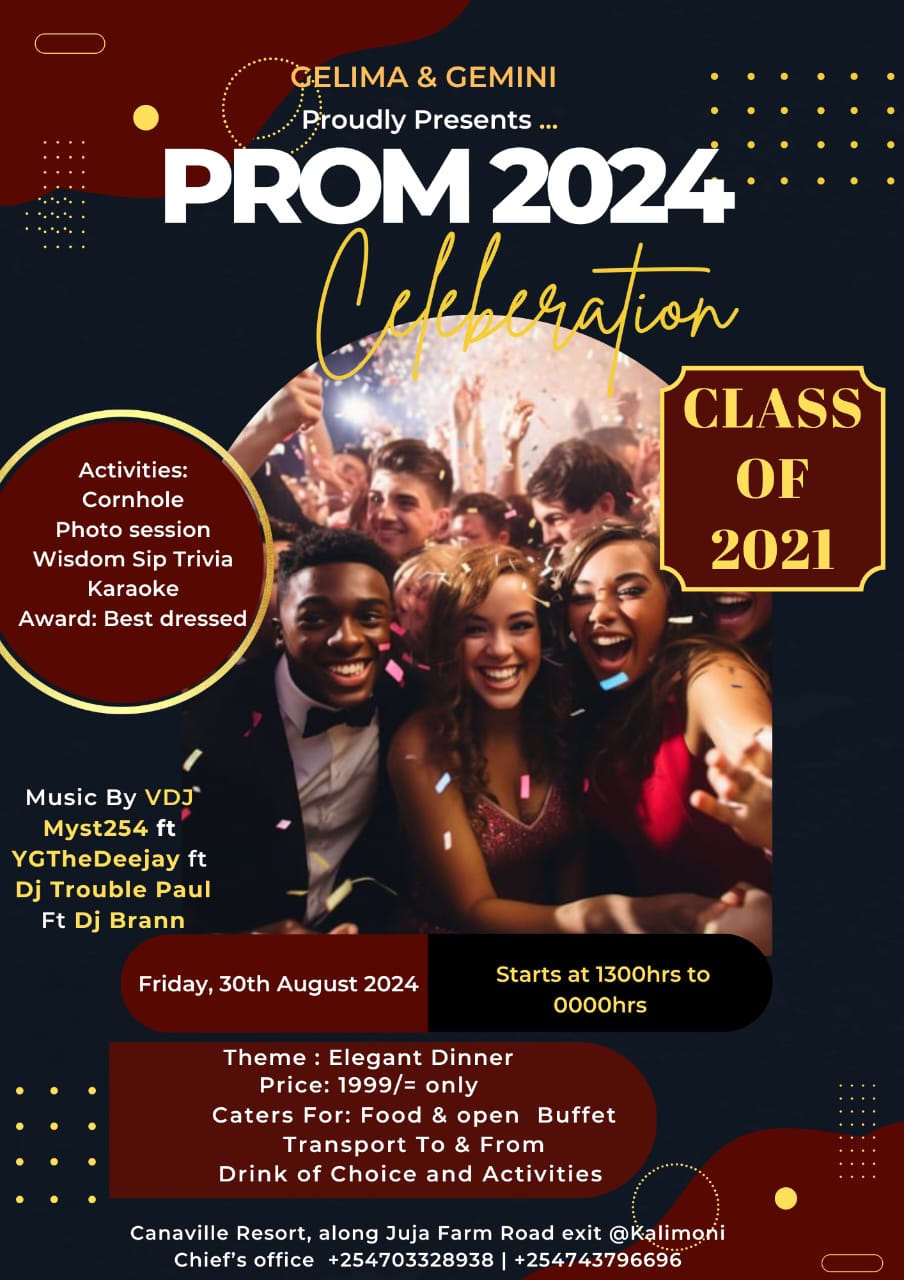 GELIMA & GEMINI
Proudly Presents ...
PROM 2024
Celeberation
CLASS
OF
2021
Activities:
Cornhole
Photo session
Wisdom Sip Trivia
Karaoke
Award: Best dressed
Music By VDJ
Myst254 ft
YGTheDeejay ft
Dj Trouble Paul
Ft Dj Brann
Friday, 30th August 2024
Starts at 1300hrs to
0000hrs
Theme : Elegant Dinner
Price: 1999/= only
Caters For: Food & open Buffet
Transport To & From
Drink of Choice and Activities
Canaville Resort, along Juja Farm Road exit @Kalimoni
Chief's office +254703328938 | +254743796696